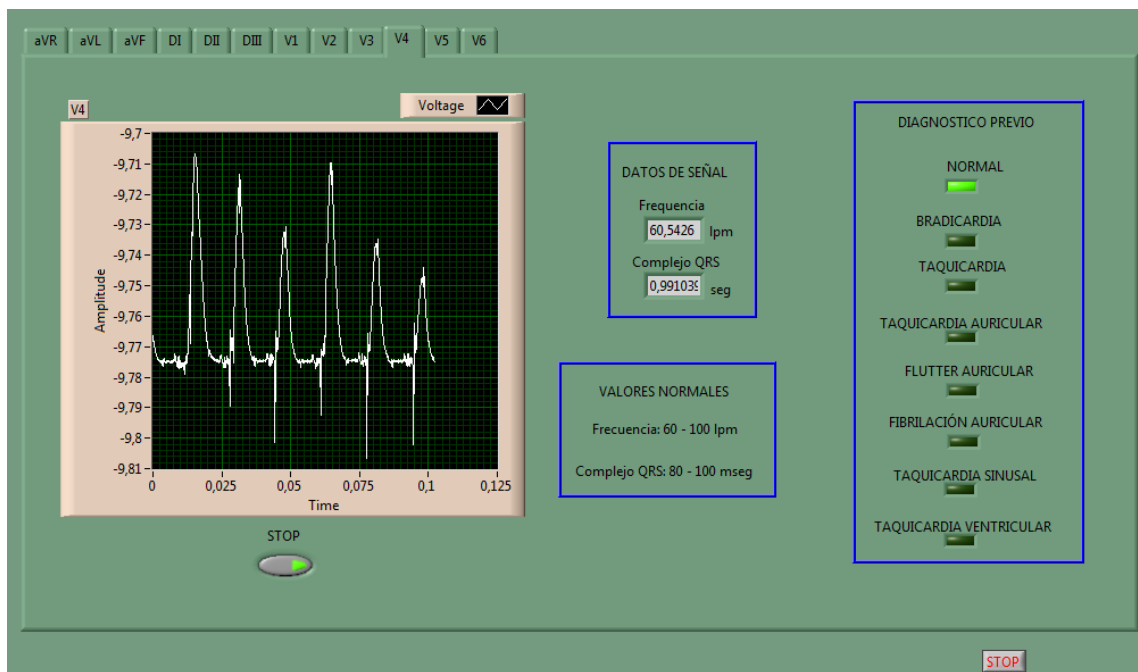 aVR aVL aVF DI DII DIII V1 V2 V3 V4 V5 V6
V4
Voltage
Amplitude
-9,7
-9,71
-9,72
-9,73
-9,74
-9,75
-9,76
-9,77
-9,78
-9,79
-9,8
-9,81
0 0,025 0,05 0,075 0,1 0,125
Time
STOP
DATOS DE SEÑAL
Frequencia
60,5426 lpm
Complejo QRS
0,991039 seg
VALORES NORMALES
Frecuencia: 60 - 100 lpm
Complejo QRS: 80 - 100 mseg
DIAGNOSTICO PREVIO
NORMAL
BRADICARDIA
TAQUICARDIA
TAQUICARDIA AURICULAR
FLUTTER AURICULAR
FIBRILACIÓN AURICULAR
TAQUICARDIA SINUSAL
TAQUICARDIA VENTRICULAR
STOP